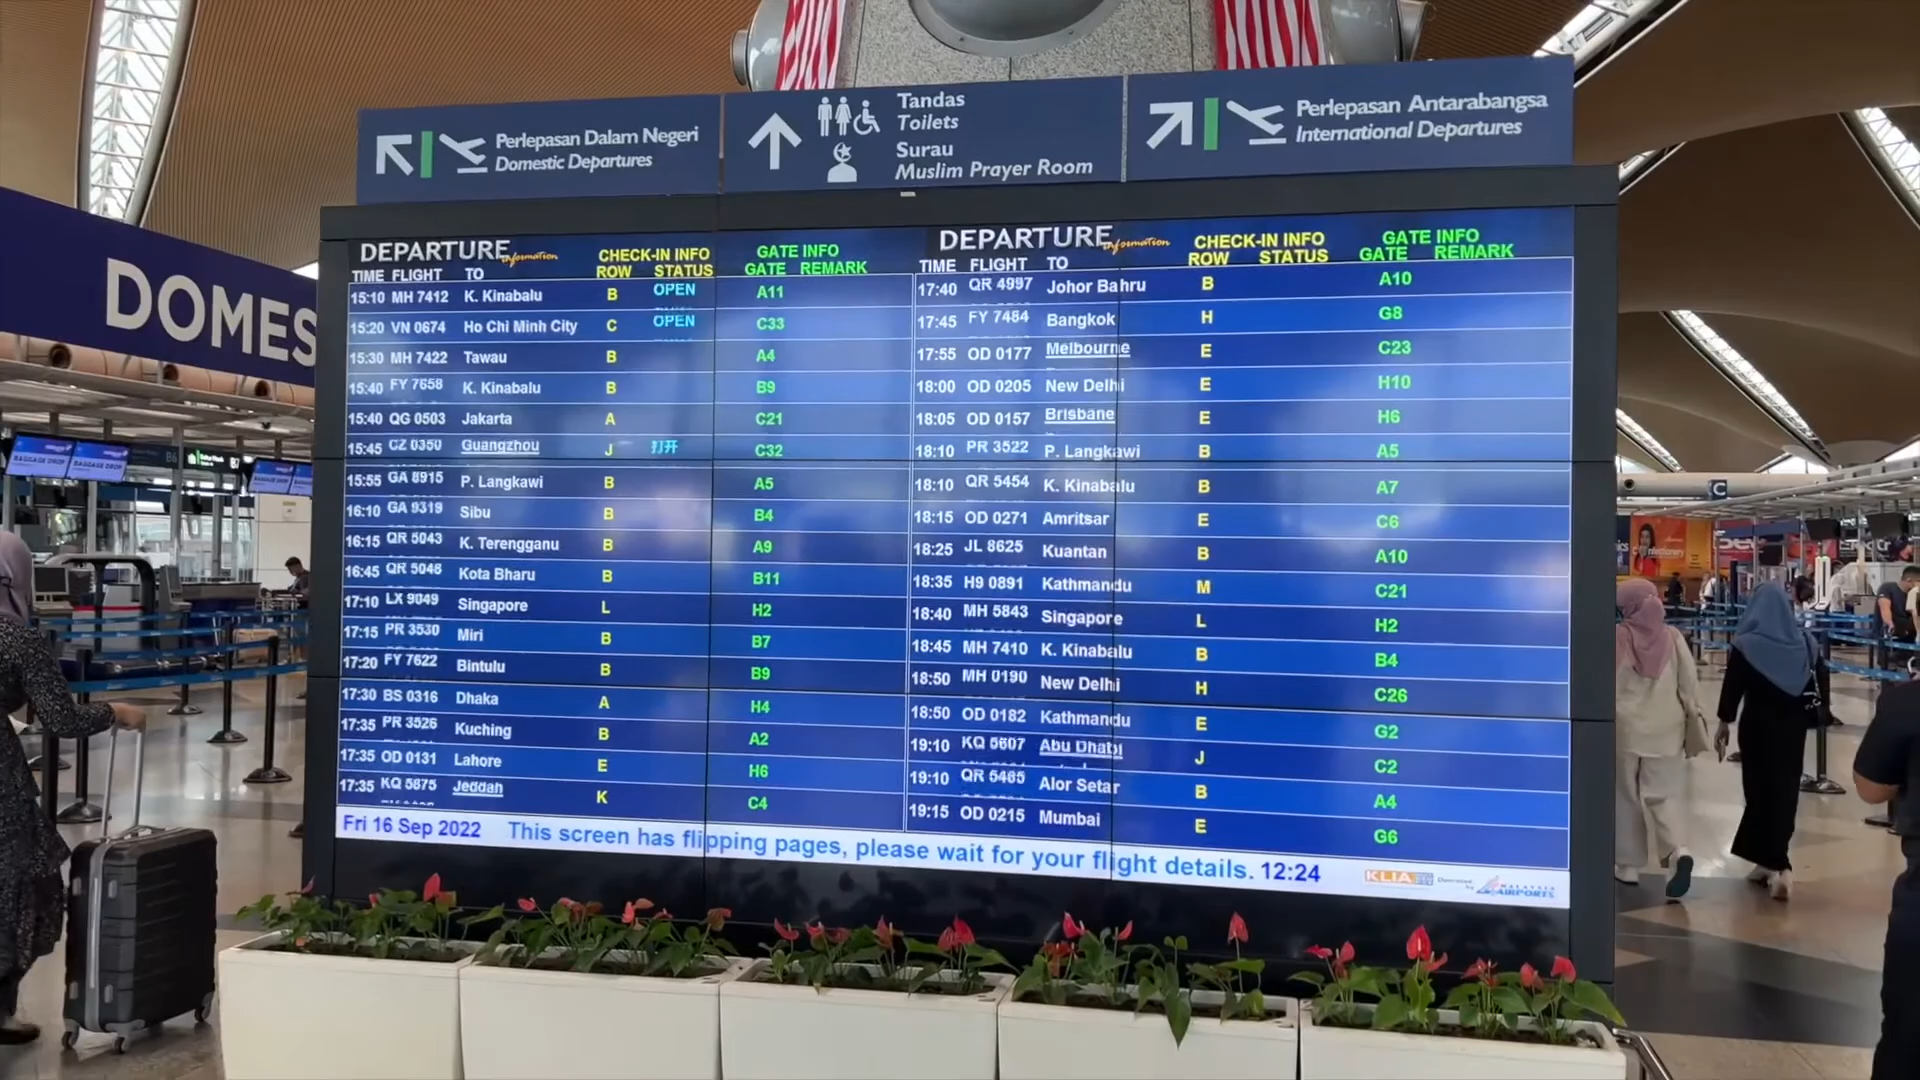 Perlepasan Dalam Negeri
Domestic Departures
Tandas
Toilets
Surau
Muslim Prayer Room
Perlepasan Antarabangsa
International Departures
DOMES
DEPARTURE information CHECK-IN INFO GATE INFO
TIME FLIGHT TO ROW STATUS GATE REMARK
15:10 MH 7412 K. Kinabalu B OPEN A11
15:20 VN 0674 Ho Chi Minh City C OPEN C33
15:30 MH 7422 Tawau B A4
15:40 FY 7658 K. Kinabalu B B9
15:40 QG 0503 Jakarta A C21
15:45 CZ 0350 Guangzhou J 打开 C32
15:55 GA 8915 P. Langkawi B A5
16:10 GA 9319 Sibu B B4
16:15 QR 5043 K. Terengganu B A9
16:45 QR 5048 Kota Bharu B B11
17:10 LX 9049 Singapore L H2
17:15 PR 3530 Miri B B7
17:20 FY 7622 Bintulu B B9
17:30 BS 0316 Dhaka A H4
17:35 PR 3526 Kuching B A2
17:35 OD 0131 Lahore E H6
17:35 KQ 5675 Jeddah K C4
DEPARTURE information CHECK-IN INFO GATE INFO
TIME FLIGHT TO ROW STATUS GATE REMARK
17:40 QR 4997 Johor Bahru B A10
17:45 FY 7484 Bangkok H G8
17:55 OD 0177 Melbourne E C23
18:00 OD 0205 New Delhi E H10
18:05 OD 0157 Brisbane E H6
18:10 PR 3522 P. Langkawi B A5
18:10 QR 5454 K. Kinabalu B A7
18:15 OD 0271 Amritsar E C6
18:25 JL 8625 Kuantan B A10
18:35 H9 0891 Kathmandu M C21
18:40 MH 5843 Singapore L H2
18:45 MH 7410 K. Kinabalu B B4
18:50 MH 0190 New Delhi H C26
18:50 OD 0182 Kathmandu E G2
19:10 KQ 5607 Abu Dhabi J C2
19:10 QR 5465 Alor Setar B A4
19:15 OD 0215 Mumbai E G6
Fri 16 Sep 2022 This screen has flipping pages, please wait for your flight details. 12:24
KLIA
MALAYSIA AIRPORTS
BAGGAGE DROP
BAGGAGE DROP
B6
C